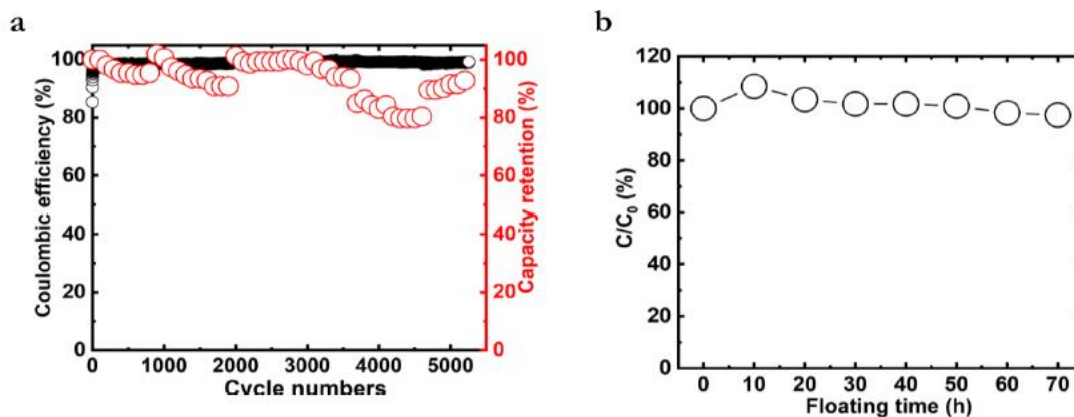 a
100
80
60
40
20
0
Coulombic efficiency (%)
0 1000 2000 3000 4000 5000
Cycle numbers
100
80
60
40
20
0
Capacity retention (%)
b
120
100
80
60
40
20
0
C/C₀ (%)
0 10 20 30 40 50 60 70
Floating time (h)